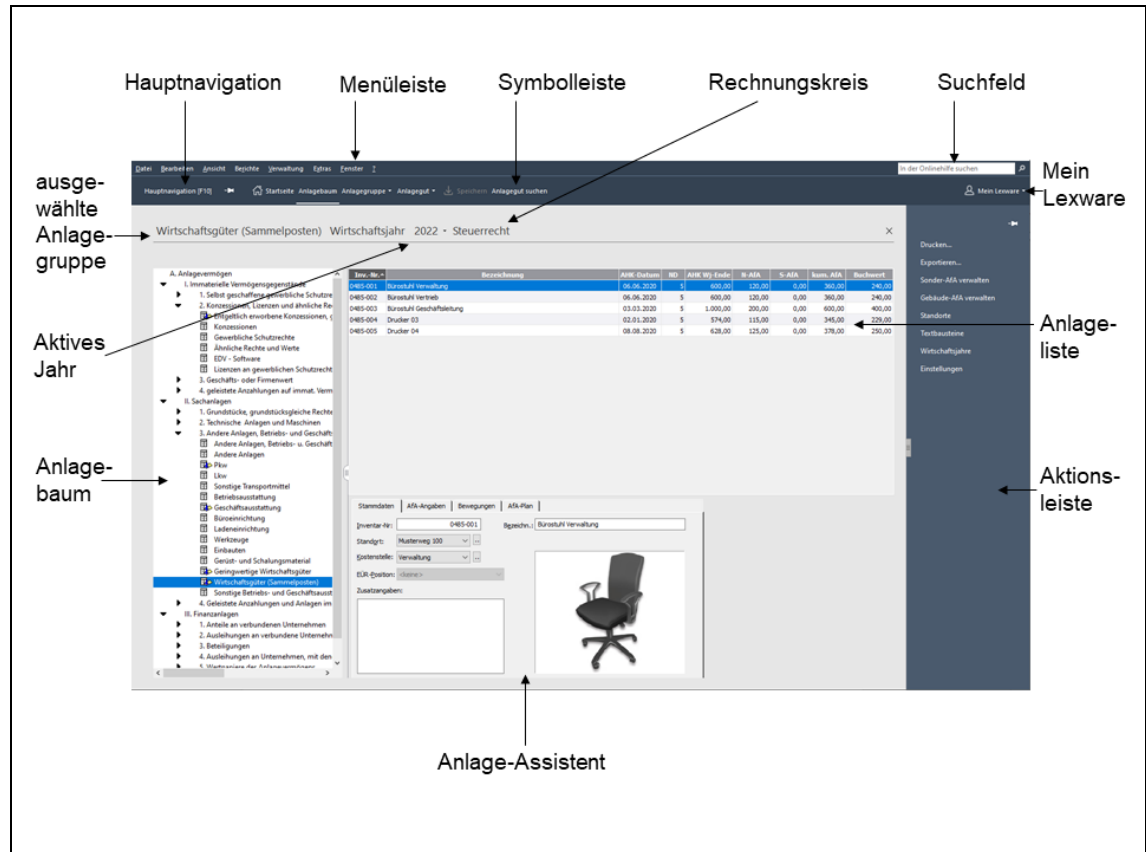 Hauptnavigation
Menüleiste
Symbolleiste
Rechnungskreis
Suchfeld
ausge-
wählte
Anlage-
gruppe
Mein
Lexware
Aktives
Jahr
Anlage-
liste
Anlage-
baum
Aktions-
leiste
Anlage-Assistent
Datei Bearbeiten Ansicht Berichte Verwaltung Extras Fenster ?
In der Onlinehilfe suchen
Hauptnavigation [F10] Startseite Anlagebaum Anlagegruppe Anlagegut Speichern Anlagegut suchen
Mein Lexware
Wirtschaftsgüter (Sammelposten) Wirtschaftsjahr 2022 · Steuerrecht
Drucken...
Exportieren...
Sonder-AfA verwalten
Gebäude-AfA verwalten
Standorte
Textbausteine
Wirtschaftsjahre
Einstellungen
A. Anlagevermögen
I. Immaterielle Vermögensgegenstände
1. Selbst geschaffene gewerbliche Schutzre
2. Konzessionen, Lizenzen und ähnliche Re
Entgeltlich erworbene Konzessionen, g
Konzessionen
Gewerbliche Schutzrechte
Ähnliche Rechte und Werte
EDV - Software
Lizenzen an gewerblichen Schutzrecht
3. Geschäfts- oder Firmenwert
4. geleistete Anzahlungen auf immat. Verm
II. Sachanlagen
1. Grundstücke, grundstücksgleiche Rechte
2. Technische Anlagen und Maschinen
3. Andere Anlagen, Betriebs- und Geschäfts
Andere Anlagen, Betriebs- u. Geschäft
Andere Anlagen
Pkw
Lkw
Sonstige Transportmittel
Betriebsausstattung
Geschäftsausstattung
Büroeinrichtung
Ladeneinrichtung
Werkzeuge
Einbauten
Gerüst- und Schalungsmaterial
Geringwertige Wirtschaftsgüter
Wirtschaftsgüter (Sammelposten)
Sonstige Betriebs- und Geschäftsausst
4. Geleistete Anzahlungen und Anlagen im
III. Finanzanlagen
1. Anteile an verbundenen Unternehmen
2. Ausleihungen an verbundene Unternehm
3. Beteiligungen
4. Ausleihungen an Unternehmen, mit den
5. Wertpapiere des Anlagevermögens
Inv.-Nr. Bezeichnung AHK-Datum ND AHK WJ-Ende N-AfA S-AfA kum. AfA Buchwert
0485-001 Bürostuhl Verwaltung 06.06.2020 5 600,00 120,00 0,00 360,00 240,00
0485-002 Bürostuhl Vertrieb 06.06.2020 5 600,00 120,00 0,00 360,00 240,00
0485-003 Bürostuhl Geschäftsleitung 03.03.2020 5 1.000,00 200,00 0,00 600,00 400,00
0485-004 Drucker 03 02.01.2020 5 574,00 115,00 0,00 345,00 229,00
0485-005 Drucker 04 08.08.2020 5 628,00 125,00 0,00 378,00 250,00
Stammdaten AfA-Angaben Bewegungen AfA-Plan
Inventar-Nr: 0485-001 Bezeichn.: Bürostuhl Verwaltung
Standort: Musterweg 100
Kostenstelle: Verwaltung
EÜR-Position: <keine>
Zusatzangaben: